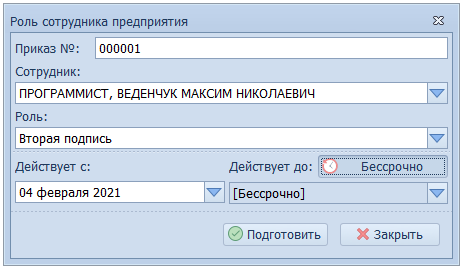 Роль сотрудника предприятия
Приказ №: 000001
Сотрудник:
ПРОГРАММИСТ, ВЕДЕНЧУК МАКСИМ НИКОЛАЕВИЧ
Роль:
Вторая подпись
Действует с: Действует до: Бессрочно
04 февраля 2021 [Бессрочно]
Подготовить Закрыть